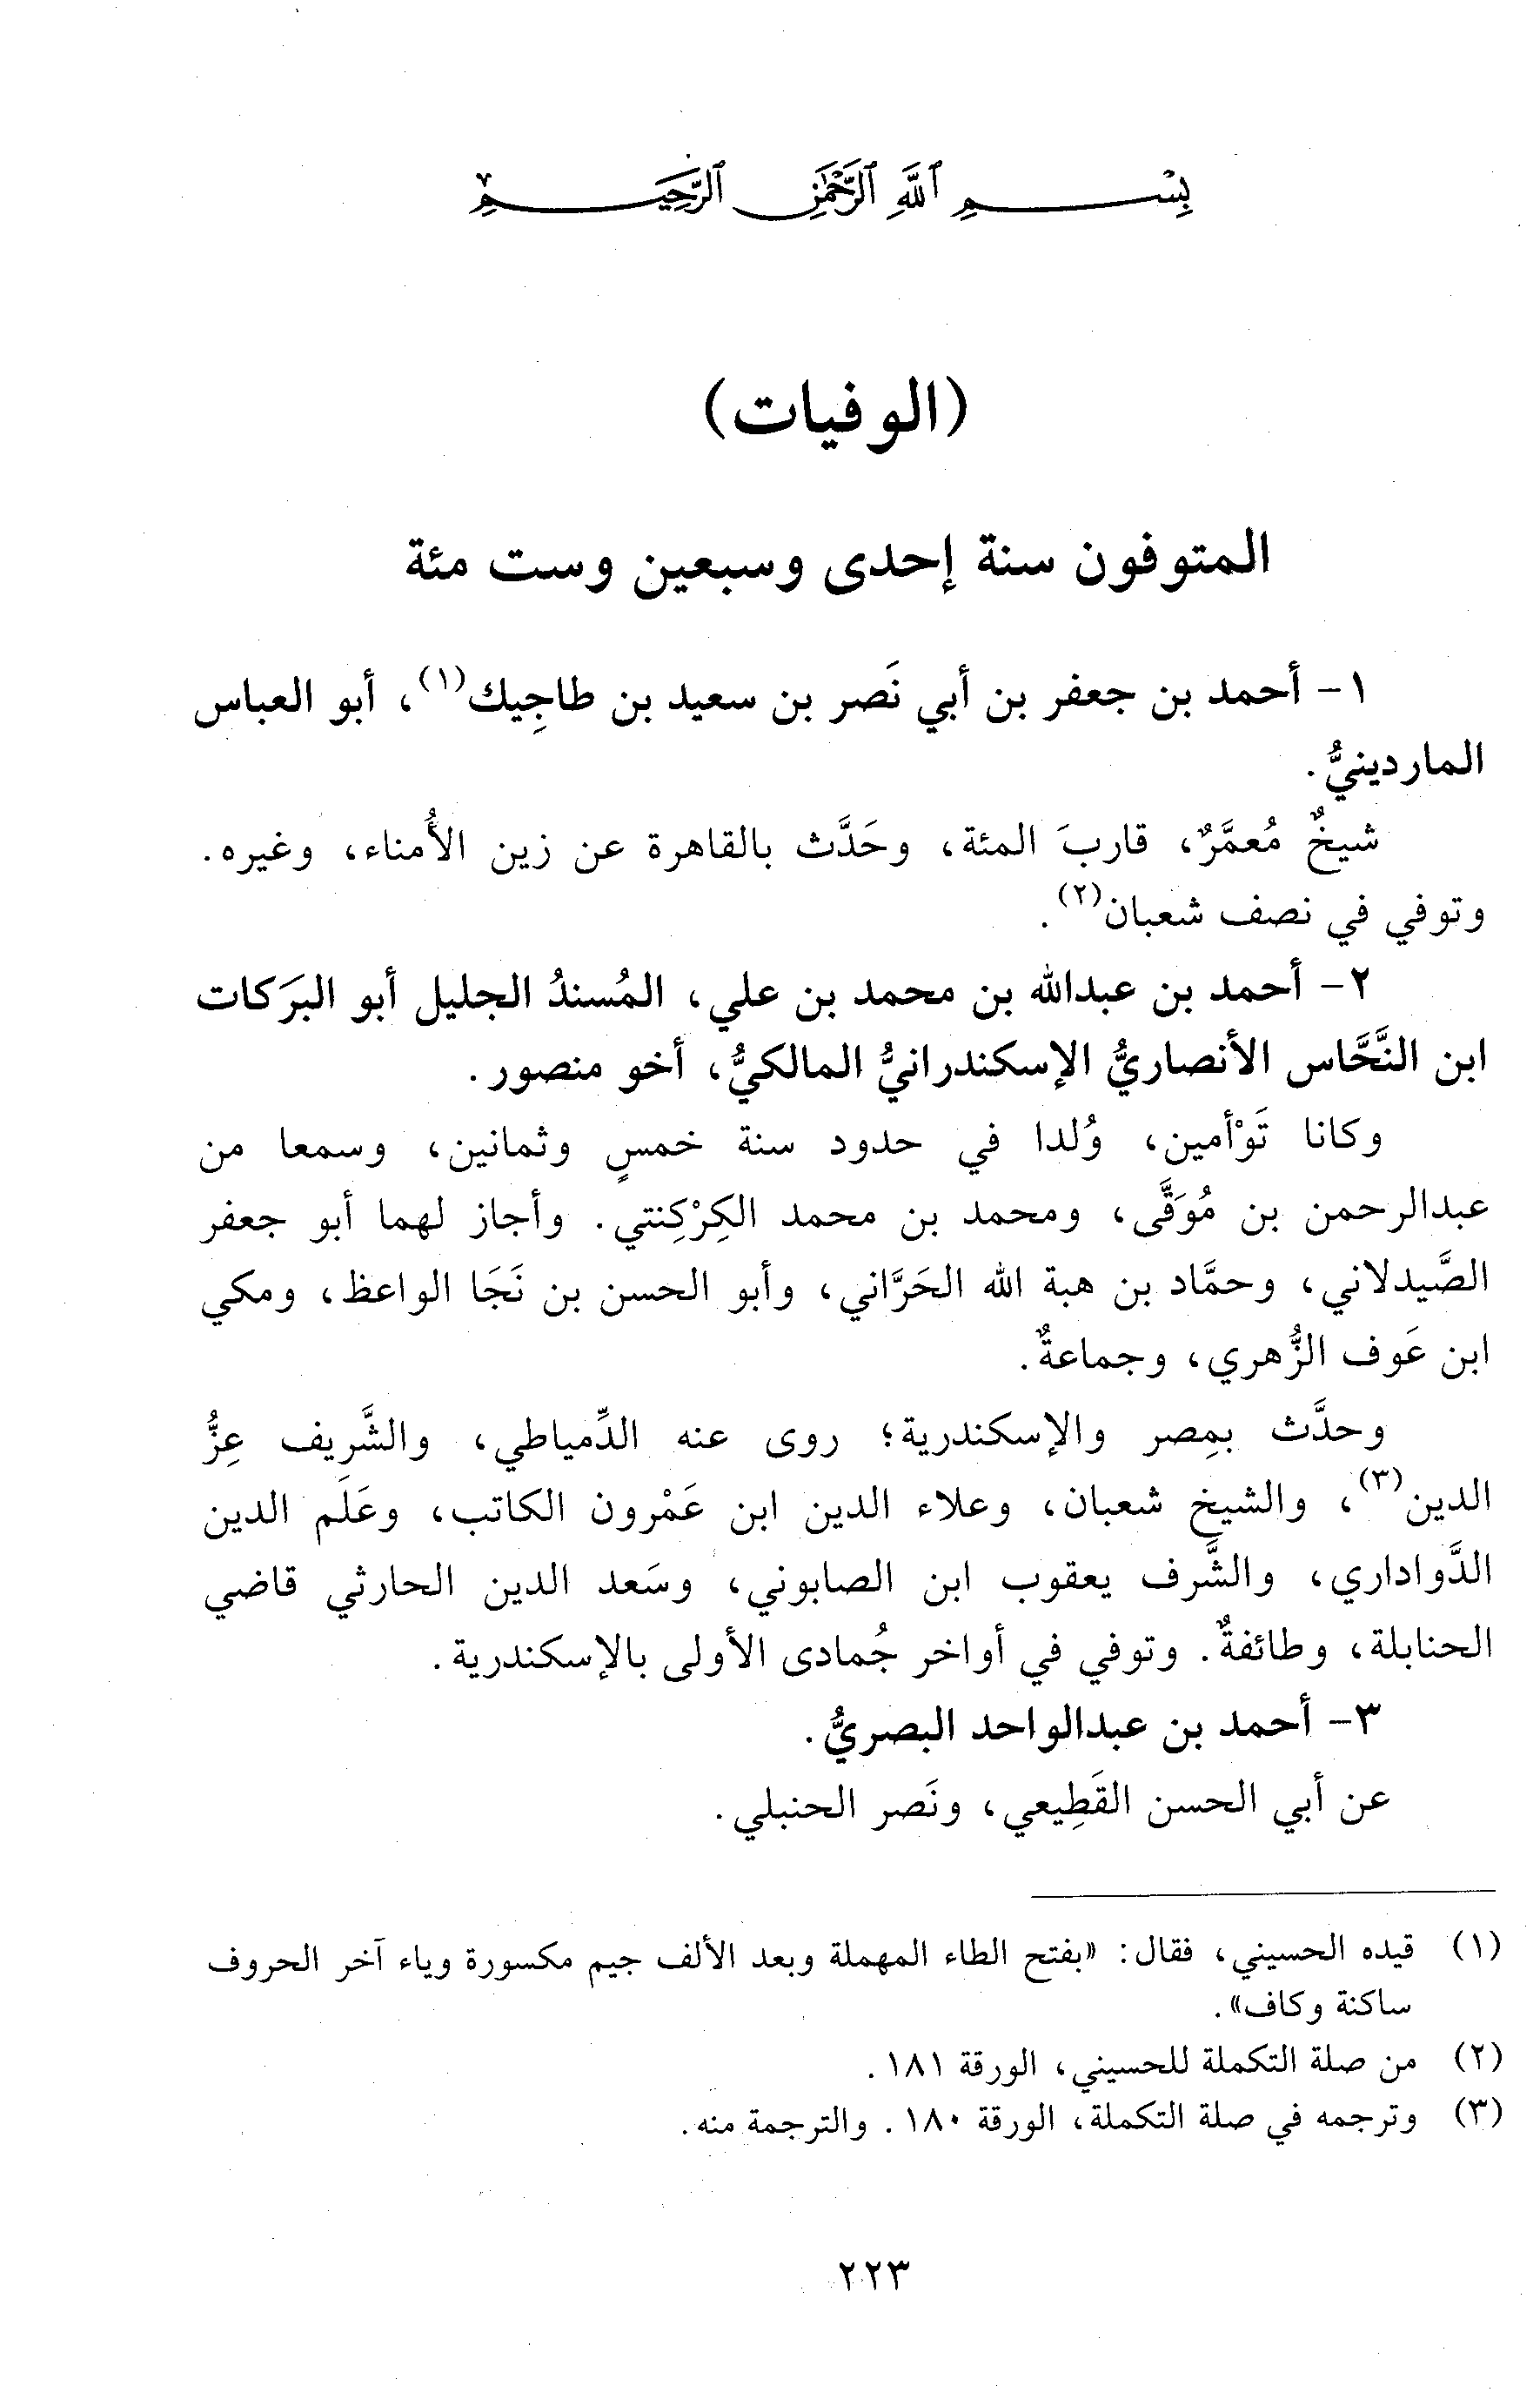 بِسْمِ ٱللَّهِ ٱلرَّحْمَٰنِ ٱلرَّحِيمِ
(الوفيات)
المتوفون سنة إحدى وسبعين وست مئة
١- أحمد بن جعفر بن أبي نَصر بن سعيد بن طاجِيك(١)، أبو العباس
الماردينيُّ.
شيخٌ مُعمَّرٌ، قاربَ المئة، وحَدَّث بالقاهرة عن زين الأُمناء، وغيره.
وتوفي في نصف شعبان(٢).
٢- أحمد بن عبدالله بن محمد بن علي، المُسندُ الجليل أبو البرَكات
ابن النَّحَّاس الأنصاريُّ الإسكندرانيُّ المالكيُّ، أخو منصور.
وكانا تَوْأمين، وُلدا في حدود سنة خمسٍ وثمانين، وسمعا من
عبدالرحمن بن مُوَقَّى، ومحمد بن محمد الكِرْكِنتي. وأجاز لهما أبو جعفر
الصَّيدلاني، وحمَّاد بن هبة الله الحَرَّاني، وأبو الحسن بن نَجَا الواعظ، ومكي
ابن عَوف الزُّهري، وجماعةٌ.
وحدَّث بمِصر والإسكندرية؛ روى عنه الدِّمياطي، والشَّريف عِزُّ
الدين(٣)، والشيخ شعبان، وعلاء الدين ابن عَمْرون الكاتب، وعَلَم الدين
الدَّواداري، والشَّرف يعقوب ابن الصابوني، وسَعد الدين الحارثي قاضي
الحنابلة، وطائفةٌ. وتوفي في أواخر جُمادى الأولى بالإسكندرية.
٣- أحمد بن عبدالواحد البصريُّ.
عن أبي الحسن القَطِيعي، ونَصر الحنبلي.
(١) قيده الحسيني، فقال: «بفتح الطاء المهملة وبعد الألف جيم مكسورة وياء آخر الحروف
ساكنة وكاف».
(٢) من صلة التكملة للحسيني، الورقة ١٨١.
(٣) وترجمه في صلة التكملة، الورقة ١٨٠. والترجمة منه.
٢٢٣